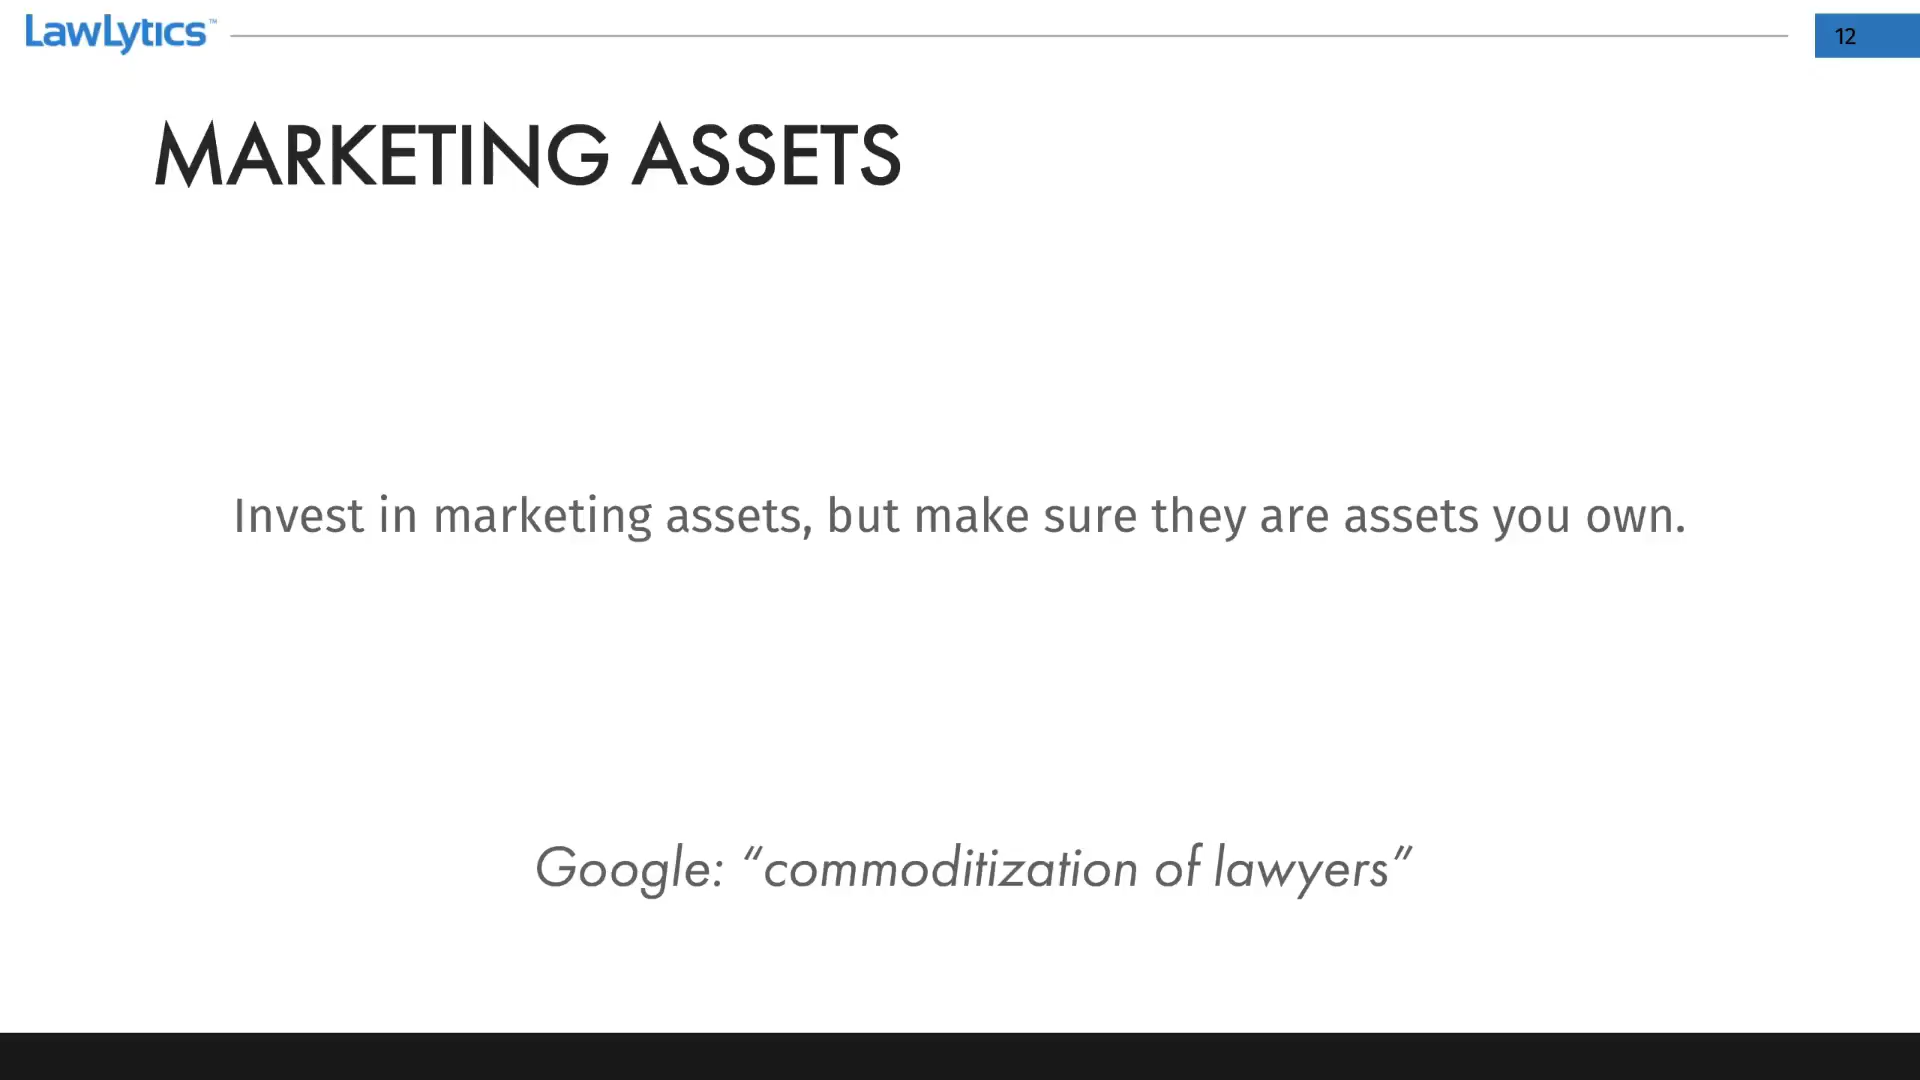 LawLytics™
12
MARKETING ASSETS
Invest in marketing assets, but make sure they are assets you own.
Google: “commoditization of lawyers”